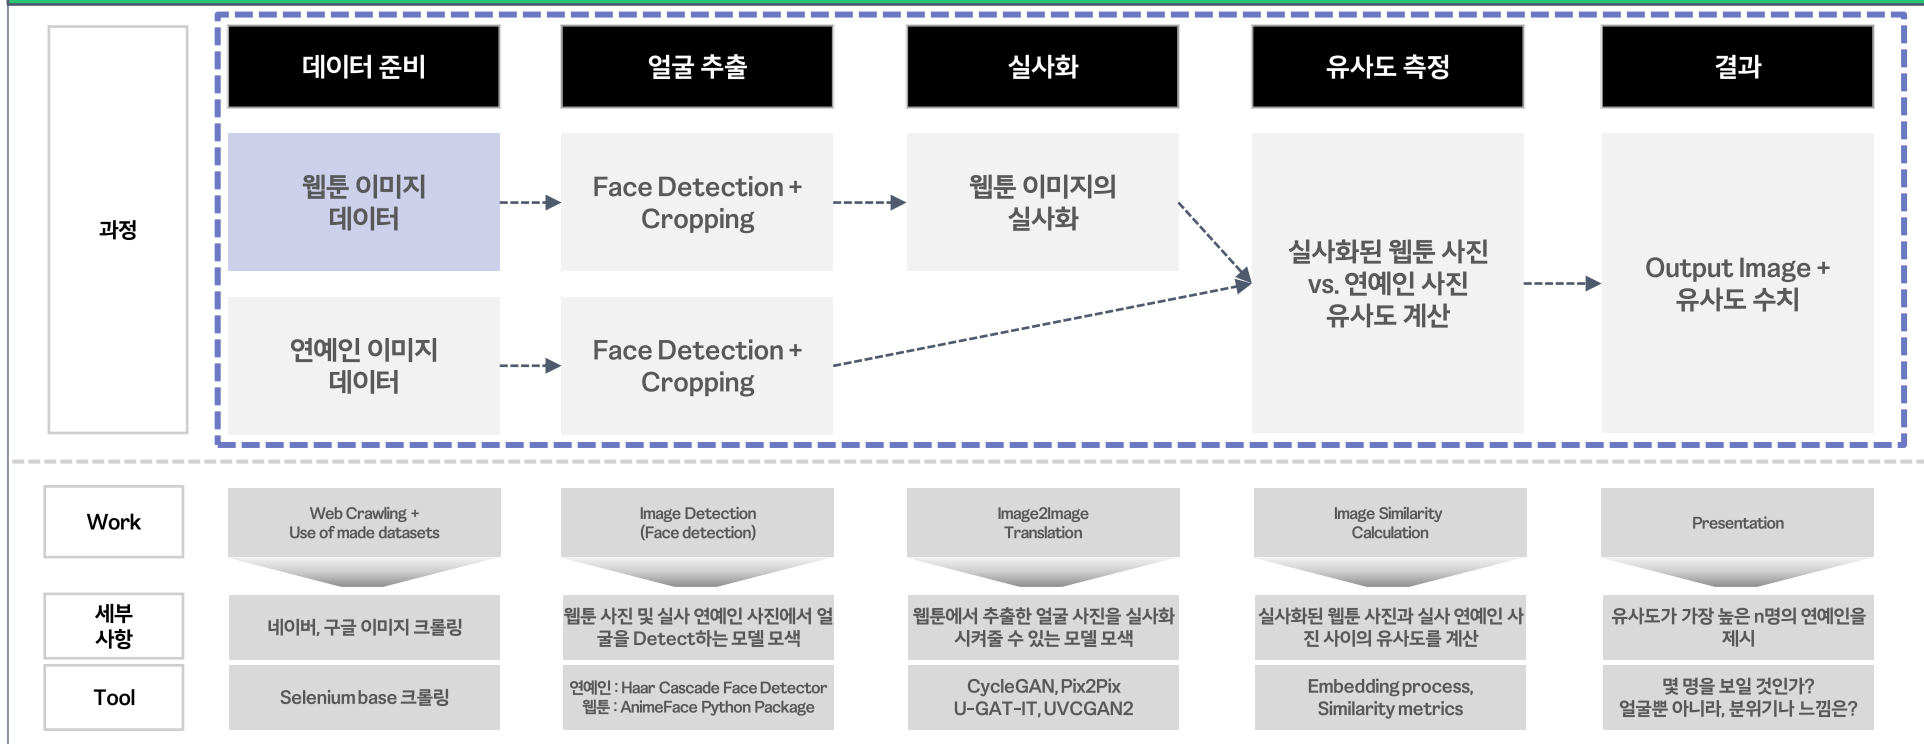 데이터 준비
얼굴 추출
실사화
유사도 측정
결과
과정
웹툰 이미지
데이터
Face Detection +
Cropping
웹툰 이미지의
실사화
연예인 이미지
데이터
Face Detection +
Cropping
실사화된 웹툰 사진
vs. 연예인 사진
유사도 계산
Output Image +
유사도 수치
Work
Web Crawling +
Use of made datasets
Image Detection
(Face detection)
Image2Image
Translation
Image Similarity
Calculation
Presentation
세부
사항
네이버, 구글 이미지 크롤링
웹툰 사진 및 실사 연예인 사진에서 얼
굴을 Detect하는 모델 모색
웹툰에서 추출한 얼굴 사진을 실사화
시켜줄 수 있는 모델 모색
실사화된 웹툰 사진과 실사 연예인 사
진 사이의 유사도를 계산
유사도가 가장 높은 n명의 연예인을
제시
Tool
Selenium base 크롤링
연예인 : Haar Cascade Face Detector
웹툰 : AnimeFace Python Package
CycleGAN, Pix2Pix
U-GAT-IT, UVCGAN2
Embedding process,
Similarity metrics
몇 명을 보일 것인가?
얼굴뿐 아니라, 분위기나 느낌은?